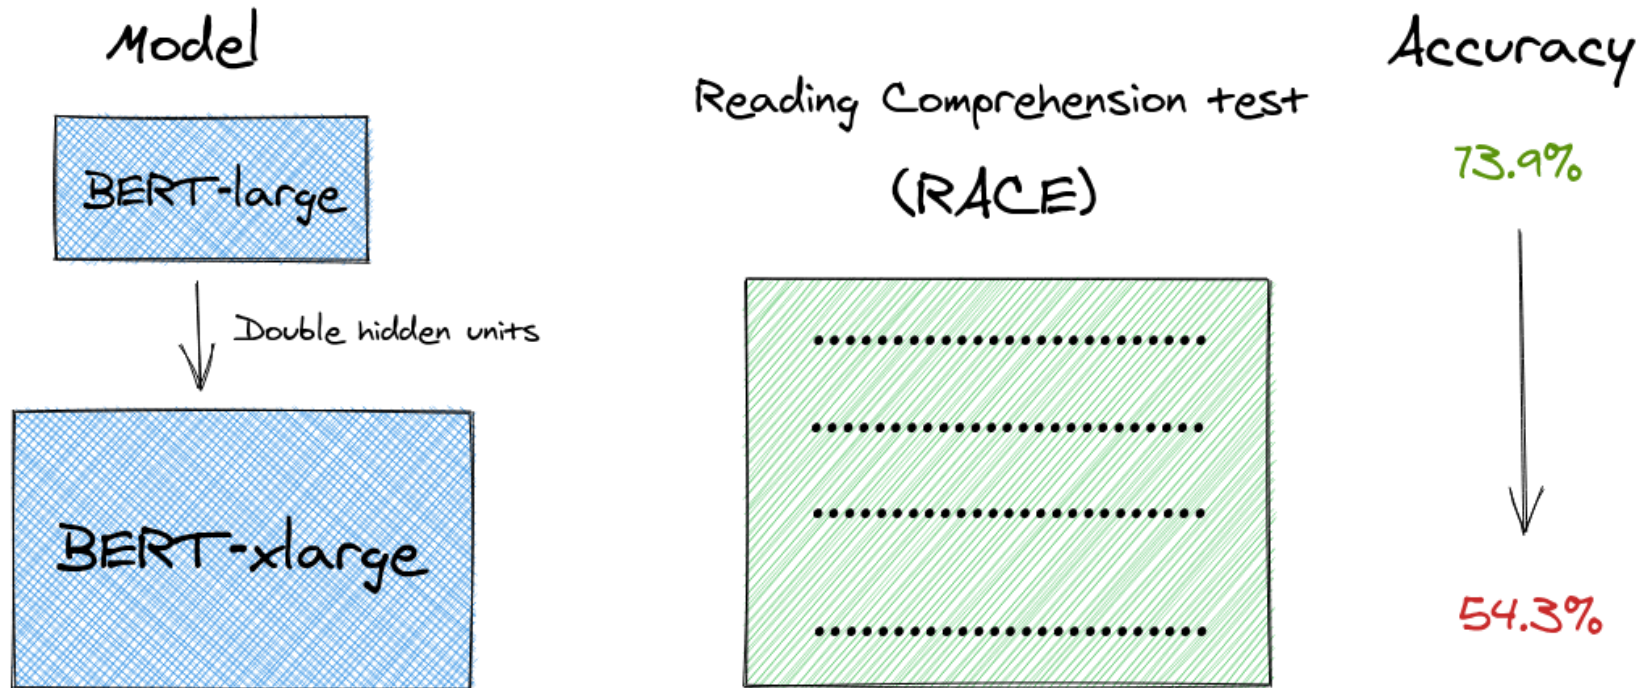 Model
BERT-large
Double hidden units
BERT-xlarge
Reading Comprehension test
(RACE)
Accuracy
73.9%
54.3%